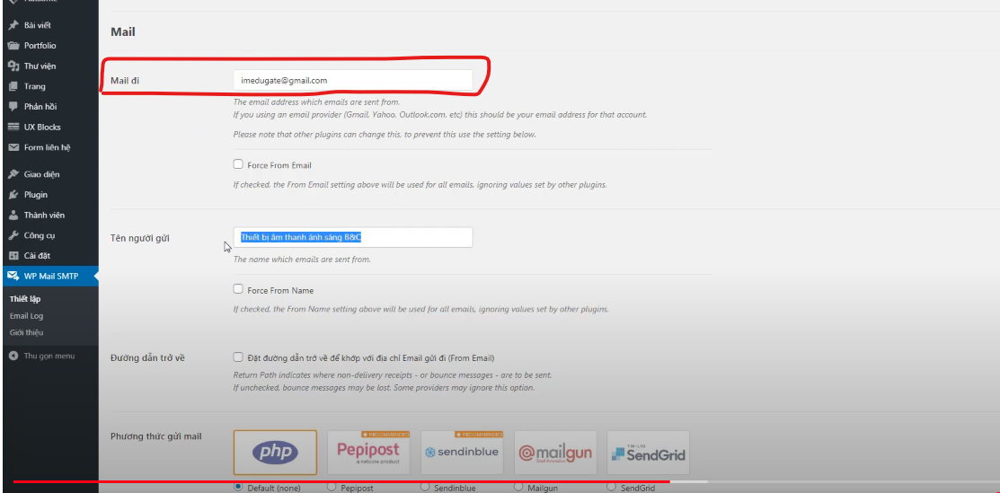 Bài viết
Portfolio
Thư viện
Trang
Phản hồi
UX Blocks
Form liên hệ
Giao diện
Plugin
Thành viên
Công cụ
Cài đặt
WP Mail SMTP
Thiết lập
Email Log
Giới thiệu
Thu gọn menu
Mail
Mail đi
imedugate@gmail.com
The email address which emails are sent from.
If you using an email provider (Gmail, Yahoo, Outlook.com, etc) this should be your email address for that account.
Please note that other plugins can change this, to prevent this use the setting below.
Force From Email
If checked, the From Email setting above will be used for all emails, ignoring values set by other plugins.
Tên người gửi
Thiết bị âm thanh ánh sáng B&C
The name which emails are sent from.
Force From Name
If checked, the From Name setting above will be used for all emails, ignoring values set by other plugins.
Đường dẫn trở về
Đặt đường dẫn trở về để khớp với địa chỉ Email gửi đi (From Email)
Return Path indicates where non-delivery receipts - or bounce messages - are to be sent.
If unchecked, bounce messages may be lost. Some providers may ignore this option.
Phương thức gửi mail
php
RECOMMENDED
Pepipost
a netcore product
RECOMMENDED
sendinblue
@mailgun
TWILIO
SendGrid
Default (none)
Pepipost
Sendinblue
Mailgun
SendGrid